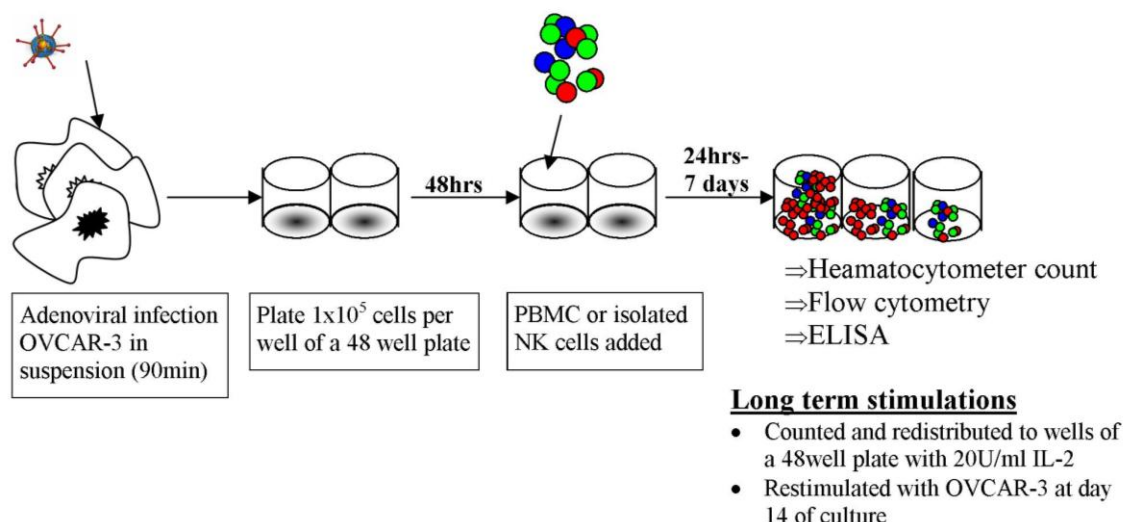 48hrs
24hrs-
7 days
Adenoviral infection
OVCAR-3 in
suspension (90min)
Plate 1x10⁵ cells per
well of a 48 well plate
PBMC or isolated
NK cells added
⇒Heamatocytometer count
⇒Flow cytometry
⇒ELISA
Long term stimulations
• Counted and redistributed to wells of
a 48well plate with 20U/ml IL-2
• Restimulated with OVCAR-3 at day
14 of culture